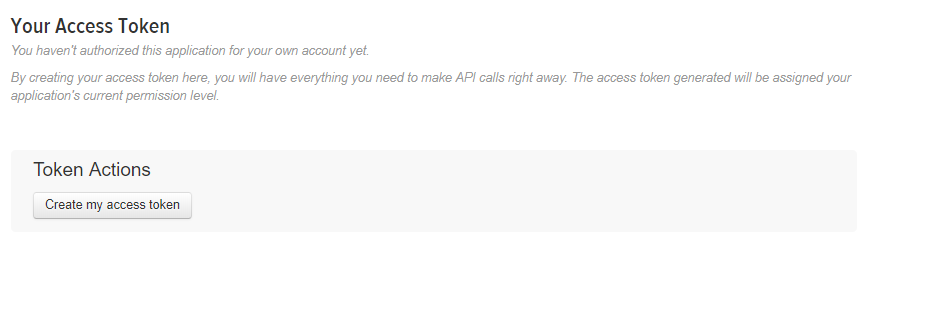 Your Access Token
You haven't authorized this application for your own account yet.
By creating your access token here, you will have everything you need to make API calls right away. The access token generated will be assigned your
application's current permission level.
Token Actions
Create my access token